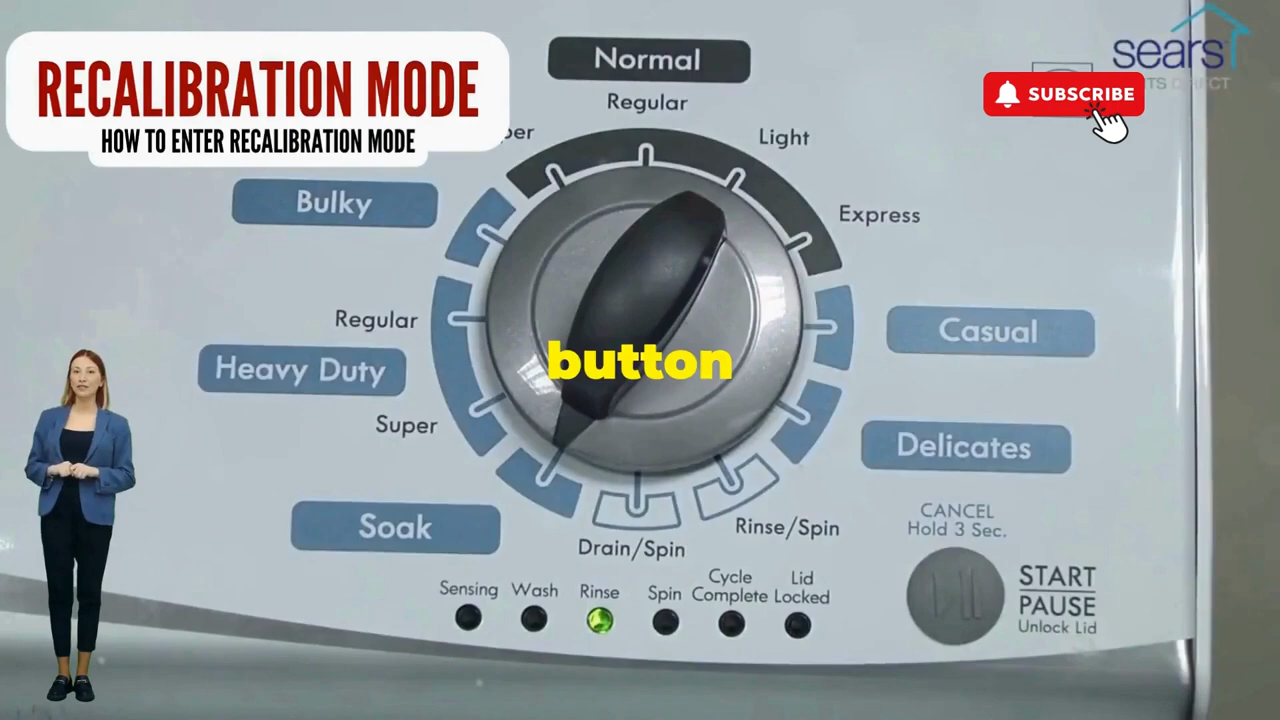 RECALIBRATION MODE
HOW TO ENTER RECALIBRATION MODE
sears
DIRECT
SUBSCRIBE
Normal
Regular
Light
Express
Bulky
Regular
Heavy Duty
Super
button
Casual
Delicates
Soak
Drain/Spin
Rinse/Spin
CANCEL
Hold 3 Sec.
Sensing
Wash
Rinse
Spin
Cycle
Complete
Lid
Locked
START
PAUSE
Unlock Lid